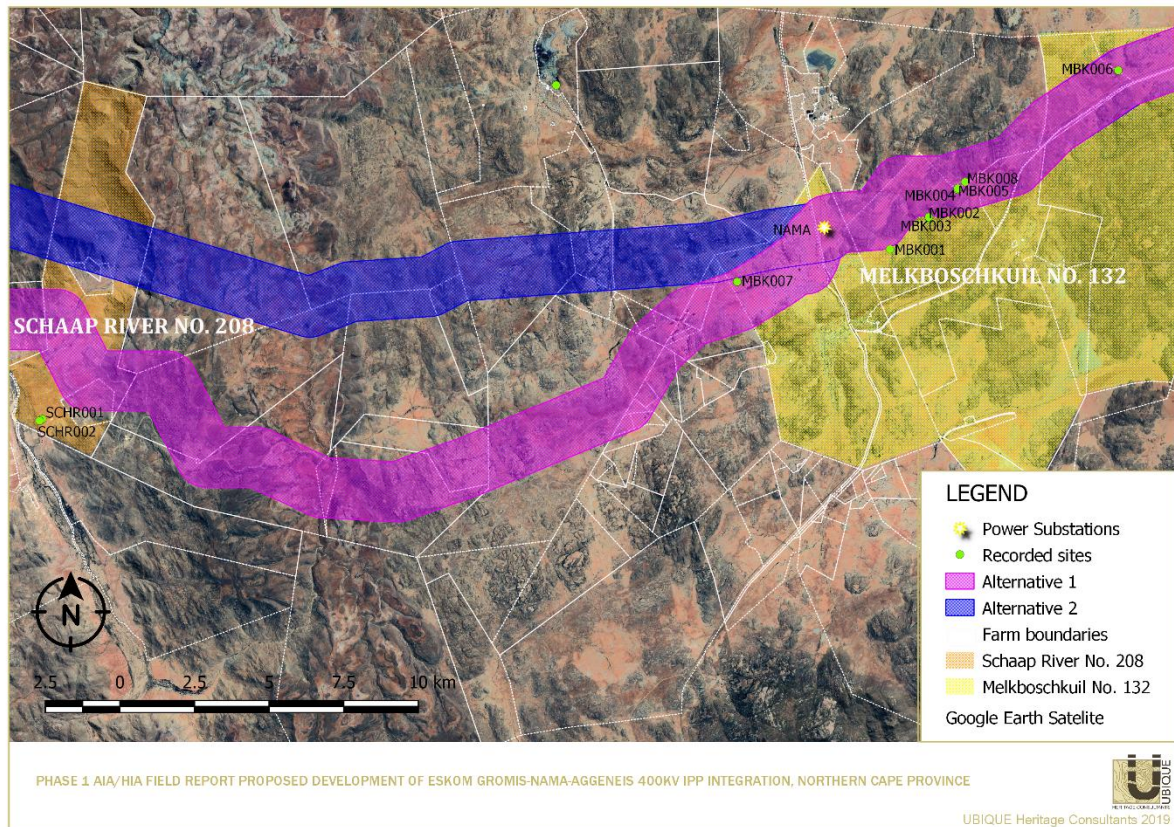 MBK006
MBK008
MBK004
MBK005
MBK002
MBK003
NAMA
MBK001
MELKBOSCHKUIL NO. 132
MBK007
SCHAAP RIVER NO. 208
SCHR001
SCHR002
LEGEND
Power Substations
Recorded sites
Alternative 1
Alternative 2
Farm boundaries
Schaap River No. 208
Melkboschkuil No. 132
Google Earth Satelite
N
2.5 0 2.5 5 7.5 10 km
PHASE 1 AIA/HIA FIELD REPORT PROPOSED DEVELOPMENT OF ESKOM GROMIS-NAMA-AGGENEIS 400KV IPP INTEGRATION, NORTHERN CAPE PROVINCE
UBIQUE
HERITAGE CONSULTANTS
UBIQUE Heritage Consultants 2019